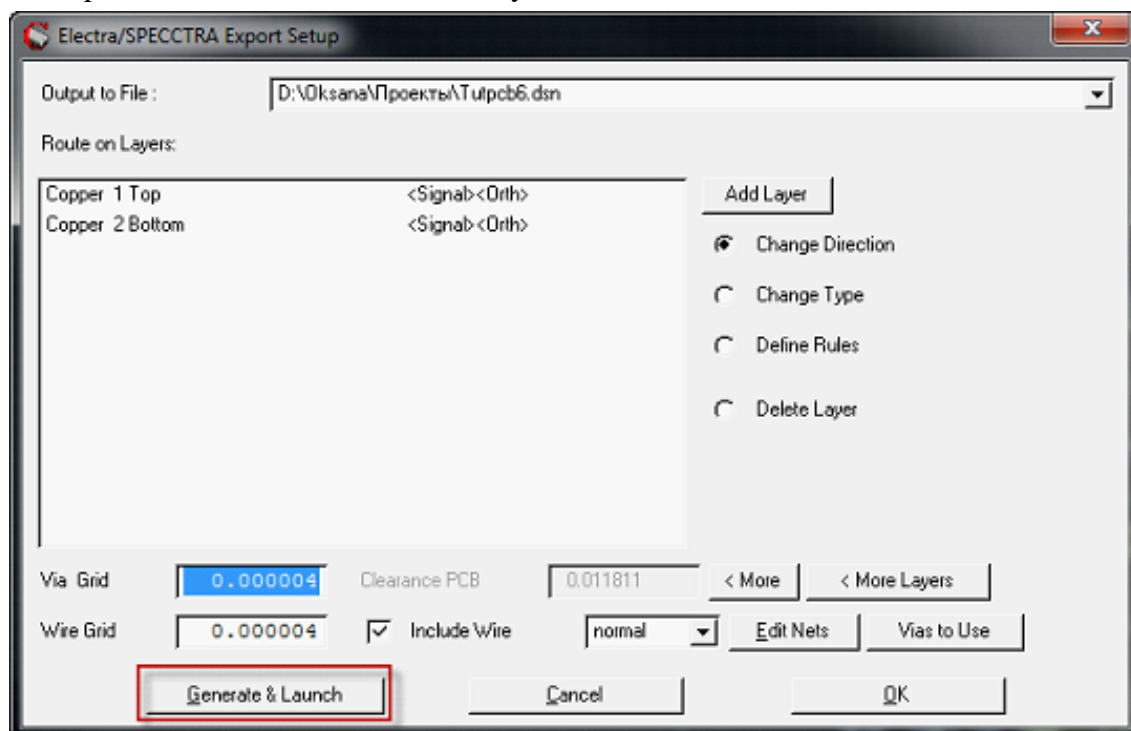 Electra/SPECCTRA Export Setup
Output to File : D:\Oksana\Проекты\Tutpcb6.dsn
Route on Layers:
Copper 1 Top <Signal><Orth>
Copper 2 Bottom <Signal><Orth>
Add Layer
Change Direction
Change Type
Define Rules
Delete Layer
Via Grid 0.000004 Clearance PCB 0.011811 < More < More Layers
Wire Grid 0.000004 Include Wire normal Edit Nets Vias to Use
Generate & Launch Cancel OK